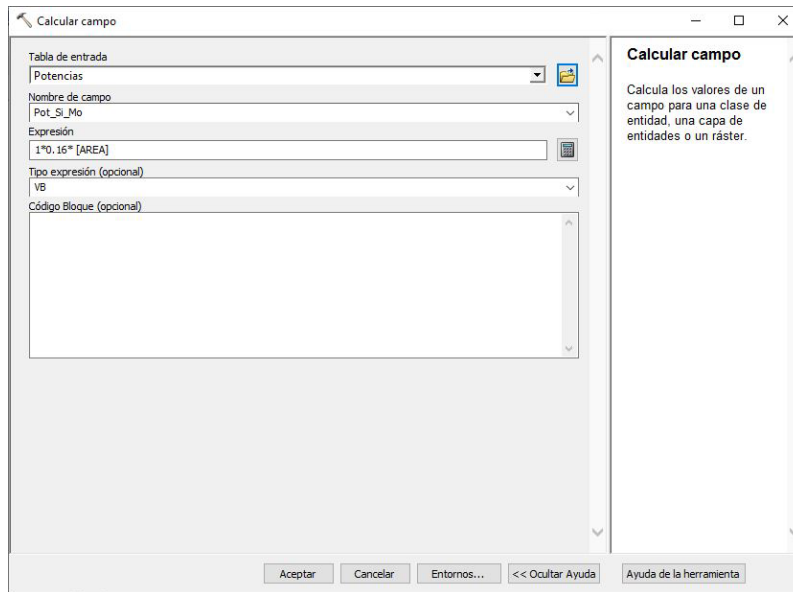 Calcular campo
Tabla de entrada
Potencias
Nombre de campo
Pot_Si_Mo
Expresión
1*0.16* [AREA]
Tipo expresión (opcional)
VB
Código Bloque (opcional)
Calcular campo
Calcula los valores de un
campo para una clase de
entidad, una capa de
entidades o un ráster.
Aceptar
Cancelar
Entornos...
<< Ocultar Ayuda
Ayuda de la herramienta